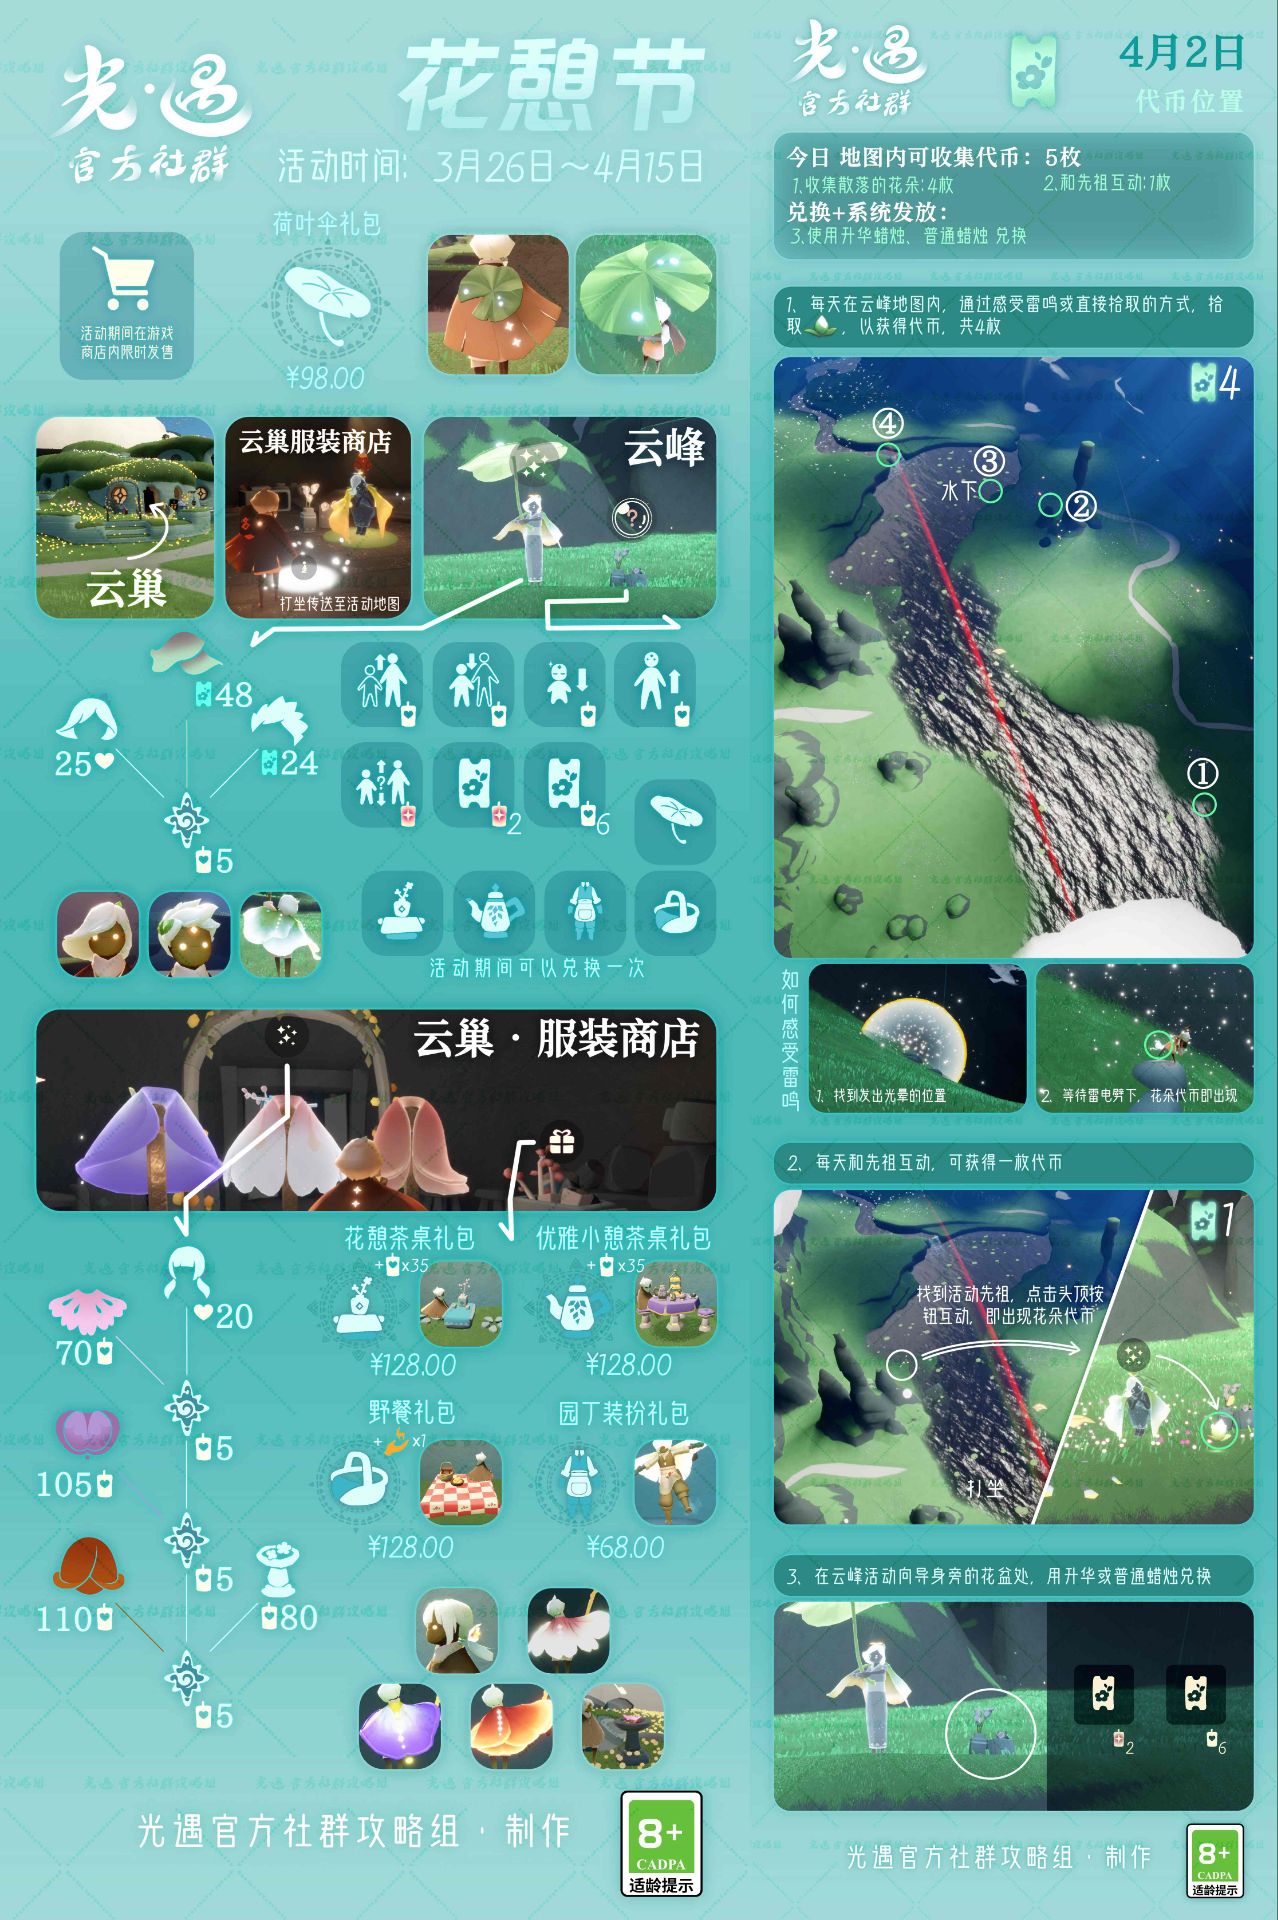 光·遇
官方社群
花憩节
活动时间: 3月26日～4月15日
荷叶伞礼包
活动期间在游戏
商店内限时发售
¥98.00
云巢
云巢服装商店
打坐传送至活动地图
云峰
?
48
25
24
5
?
2
6
活动期间可以兑换一次
云巢·服装商店
20
70
5
105
5
110
80
5
花憩茶桌礼包
+ x35
¥128.00
优雅小憩茶桌礼包
+ x35
¥128.00
野餐礼包
+ x1
¥128.00
园丁装扮礼包
¥68.00
光遇官方社群攻略组·制作
8+
CADPA
适龄提示
光·遇
官方社群
4月2日
代币位置
今日 地图内可收集代币：5枚
1、收集散落的花朵:4枚
2、和先祖互动:1枚
兑换+系统发放：
3、使用升华蜡烛、普通蜡烛 兑换
1、每天在云峰地图内，通过感受雷鸣或直接拾取的方式，拾
取 ，以获得代币，共4枚
4
④
③
水下
②
①
如何感受雷鸣
1、找到发出光晕的位置
2、等待雷电劈下，花朵代币即出现
2、每天和先祖互动，可获得一枚代币
1
找到活动先祖，点击头顶按
钮互动，即出现花朵代币
打坐
3、在云峰活动向导身旁的花盆处，用升华或普通蜡烛兑换
2
6
光遇官方社群攻略组·制作
8+
CADPA
适龄提示